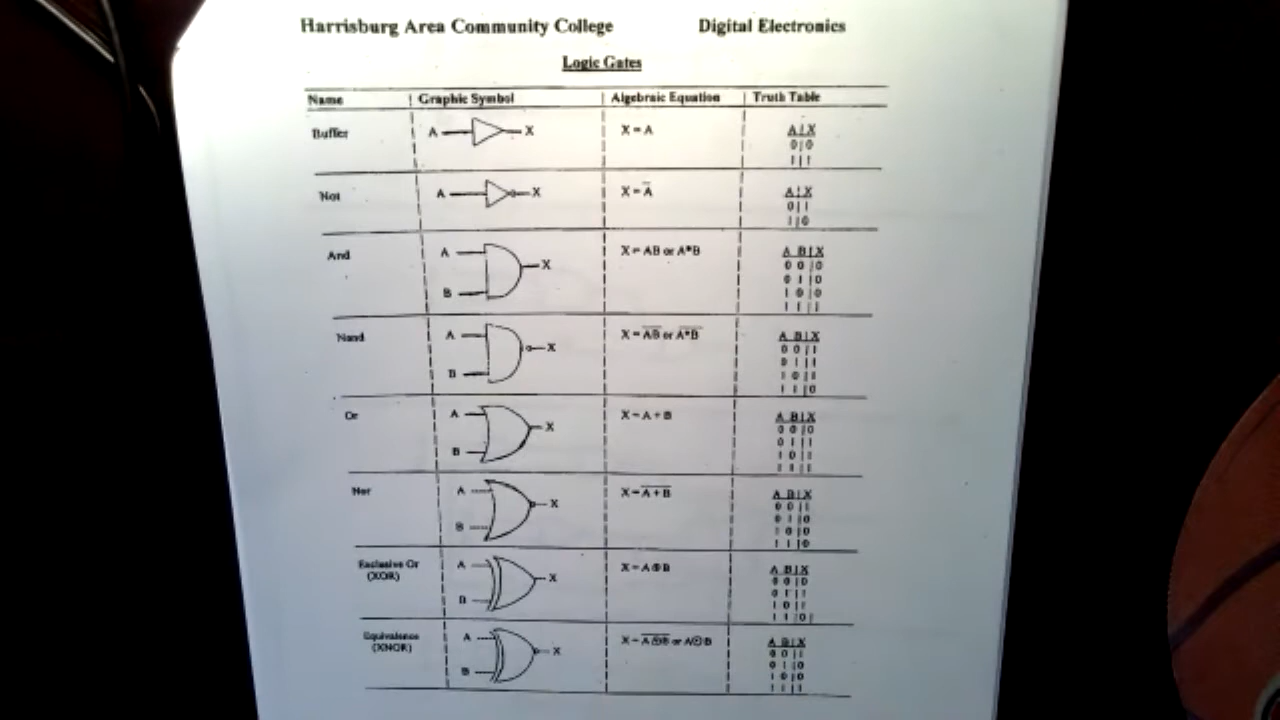 Harrisburg Area Community College Digital Electronics
Logic Gates
Name | Graphic Symbol | Algebraic Equation | Truth Table
Buffer A X X = A A | X
0 | 0
1 | 1
Not A X X = A̅ A | X
0 | 1
1 | 0
And A B X X = AB or A*B A B | X
0 0 | 0
0 1 | 0
1 0 | 0
1 1 | 1
Nand A B X X = A̅B̅ or A̅*̅B̅ A B | X
0 0 | 1
0 1 | 1
1 0 | 1
1 1 | 0
Or A B X X = A + B A B | X
0 0 | 0
0 1 | 1
1 0 | 1
1 1 | 1
Nor A B X X = A̅ ̅+̅ ̅B̅ A B | X
0 0 | 1
0 1 | 0
1 0 | 0
1 1 | 0
Exclusive Or A B X X = A⊕B A B | X
(XOR) 0 0 | 0
0 1 | 1
1 0 | 1
1 1 | 0 |
Equivalence A B X X = A̅⊕̅B̅ or A⊙B A B | X
(XNOR) 0 0 | 1
0 1 | 0
1 0 | 0
1 1 | 1